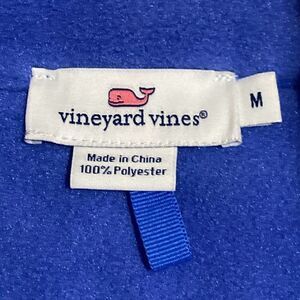 vineyard vines®
M
Made in China
100% Polyester